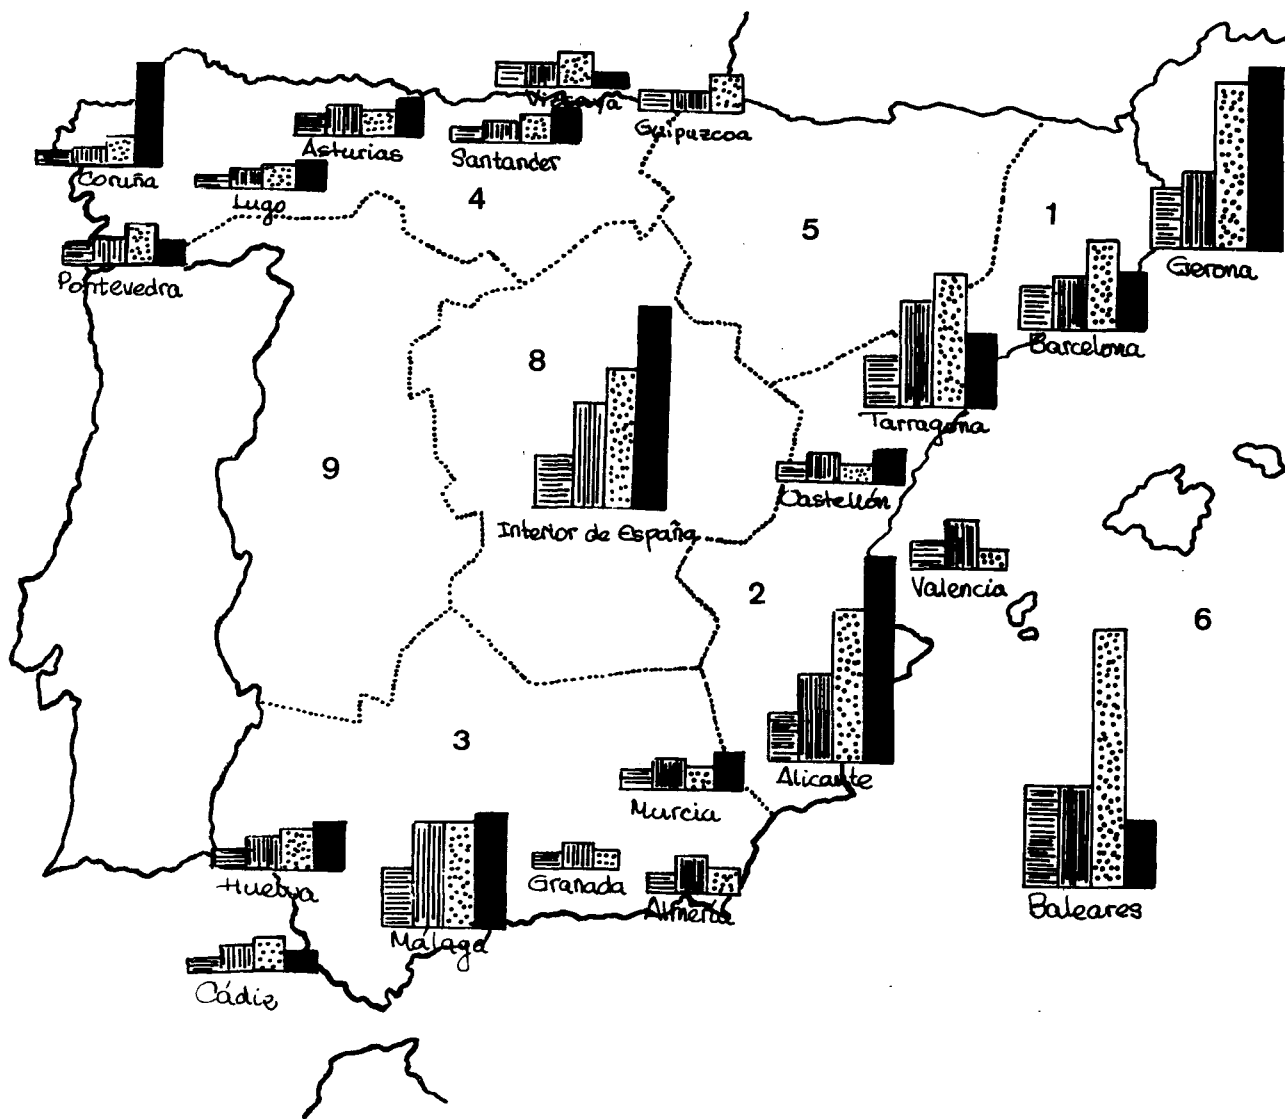 Vizcaya
Guipuzcoa
Asturias
Santander
Coruña
Lugo
4
5
1
Pontevedra
Gerona
Barcelona
8
Tarragona
9
Castellón
Interior de España
Valencia
2
6
3
Alicante
Murcia
Huelva
Granada
Almería
Málaga
Baleares
Cádiz